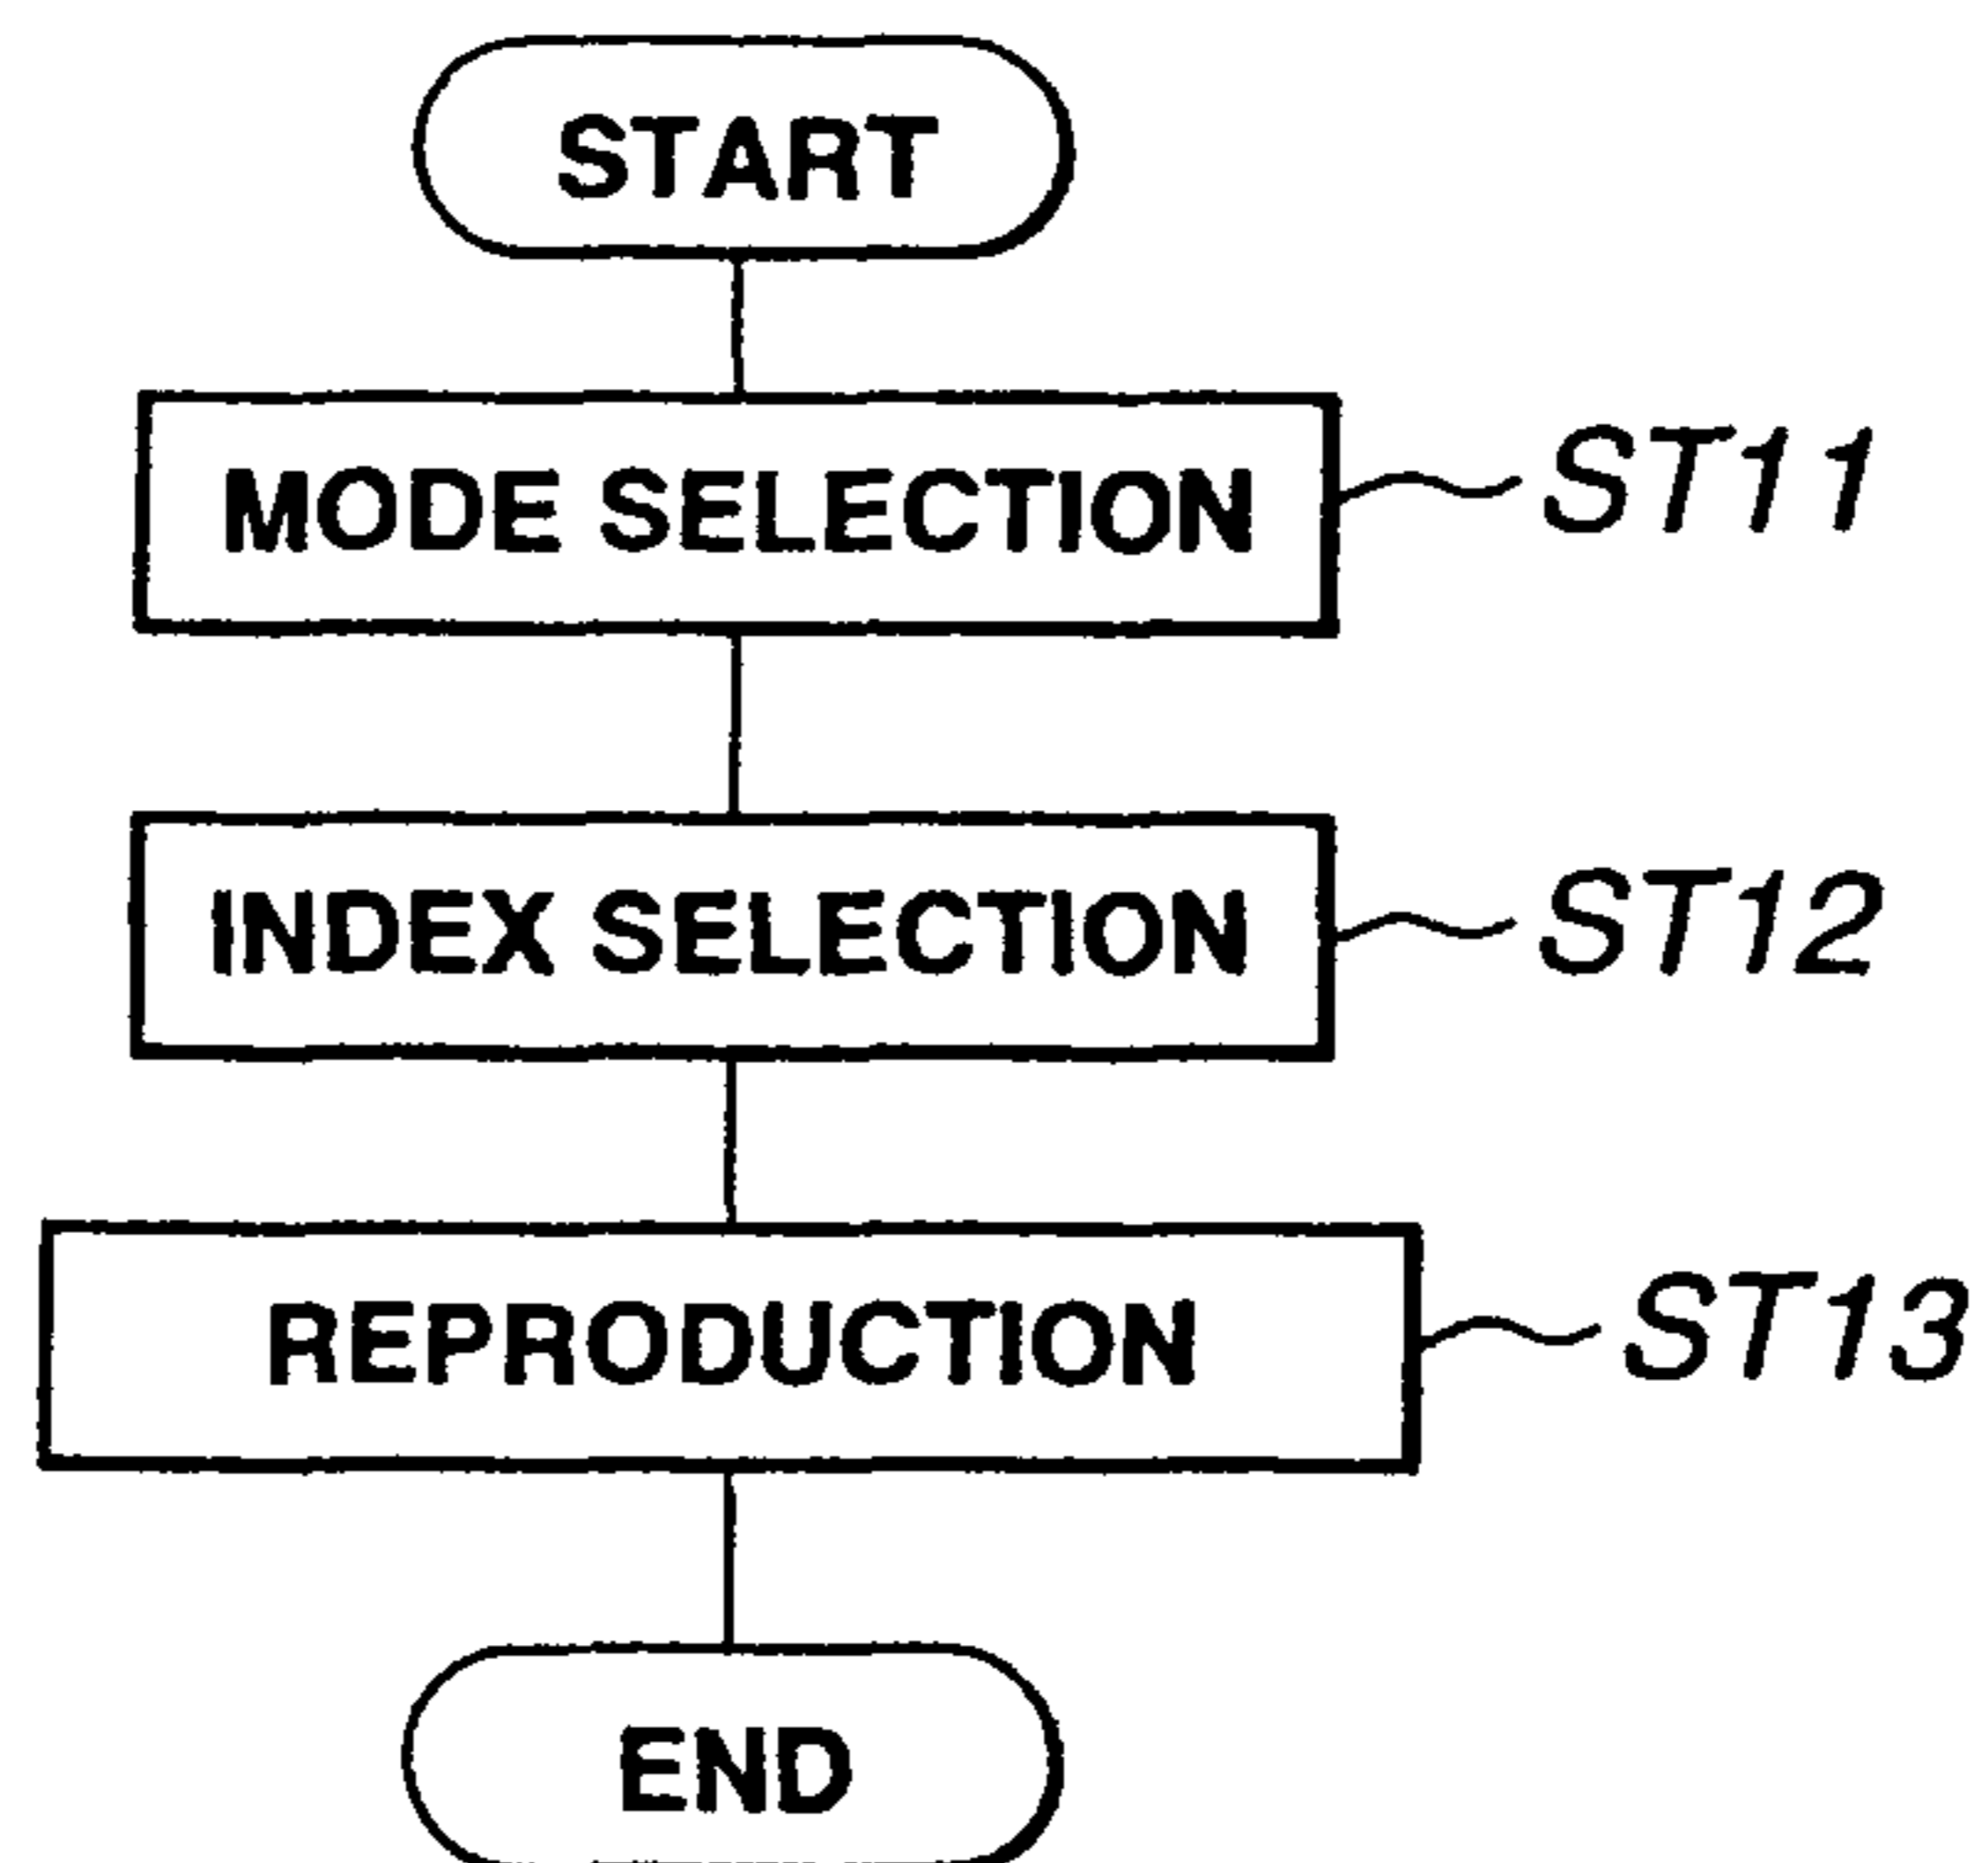 START
MODE SELECTION
ST11
INDEX SELECTION
ST12
REPRODUCTION
ST13
END